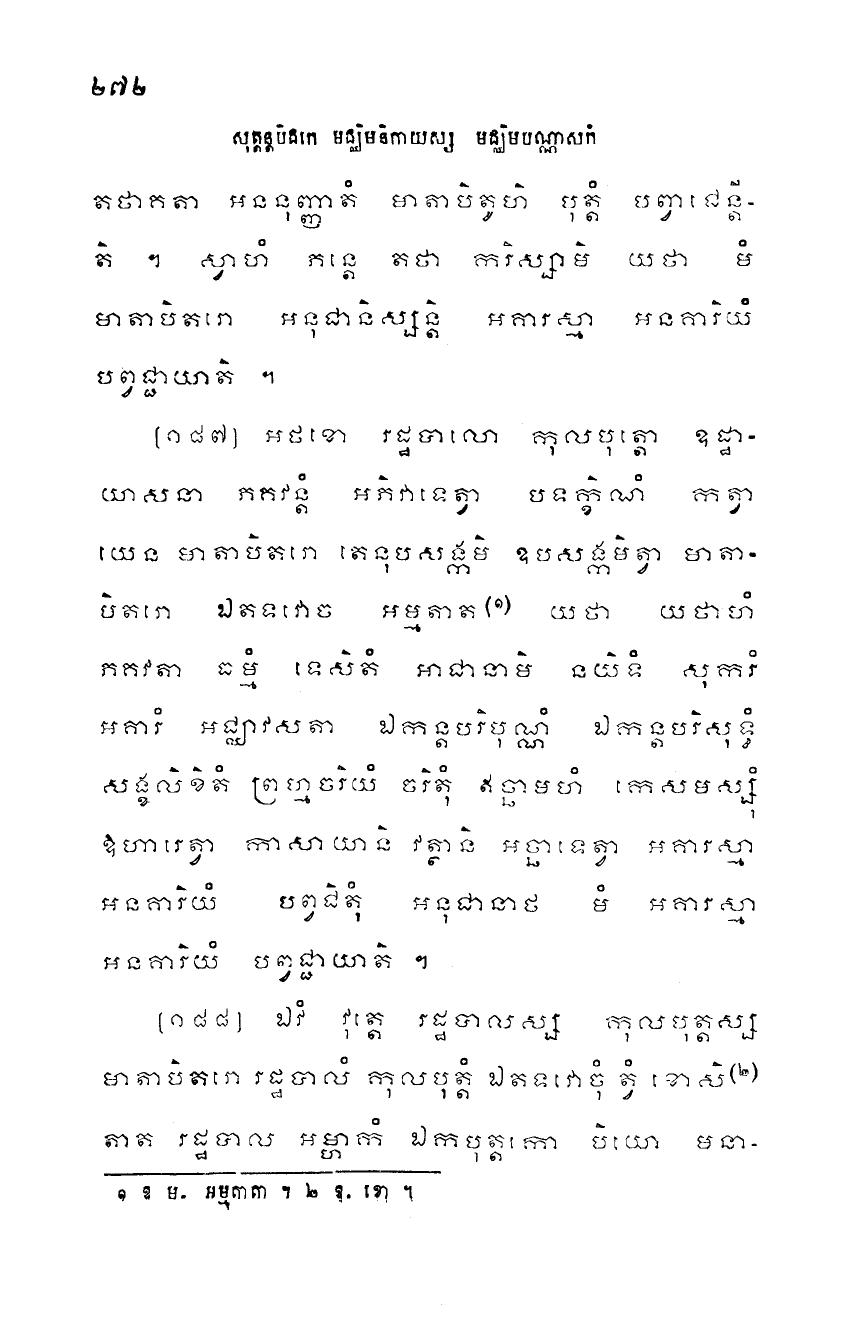 ២៧២
សុត្តន្តបិដកេ មជ្ឈិមនិកាយស្ស មជ្ឈិមបណ្ណាសកំ
តថាគតា អននុញ្ញាតំ មាតាបិតូហិ បុត្តំ បញ្វាជេន្តី-
តិ ។ ស្វាហំ ភន្តេ តថា ករិស្សាមិ យថា មំ
មាតាបិតរោ អនុជានិស្សន្តិ អគារស្មា អនគារិយំ
បព្វជ្ជាយាតិ ។
[១៨៧] អថខោ រដ្ឋបាលោ កុលបុត្តោ ឧដ្ឋា-
យាសនា ភគវន្តំ អភិវាទេត្វា បទក្ខិណំ កត្វា
យេន មាតាបិតរោ តេនុបសង្កមិ ឧបសង្កមិត្វា មាតា-
បិតរោ ឯតទវោច អម្មតាត(១) យថា យថាហំ
ភគវតា ធម្មំ ទេសិតំ អាជានាមិ នយិទំ សុករំ
អគារំ អជ្ឈាវសតា ឯកន្តបរិបុណ្ណំ ឯកន្តបរិសុទ្ធំ
សង្ខលិខិតំ ព្រហ្មចរិយំ ចរិតុំ ឥច្ឆាមហំ កេសមស្សុំ
ឱហារេត្វា កាសាយានិ វត្ថានិ អច្ឆាទេត្វា អគារស្មា
អនគារិយំ បព្វជិតុំ អនុជានាថ មំ អគារស្មា
អនគារិយំ បព្វជ្ជាយាតិ ។
[១៨៨] ឯវំ វុត្តេ រដ្ឋបាលស្ស កុលបុត្តស្ស
មាតាបិតរោ រដ្ឋបាលំ កុលបុត្តំ ឯតទវោចុំ ត្វំ ខោសិ(២)
តាត រដ្ឋបាល អម្ហាកំ ឯកបុត្តកោ បិយោ មនា-
១ ឧ ម. អម្មតាតា ។ ២ ឧ. ខោ ។